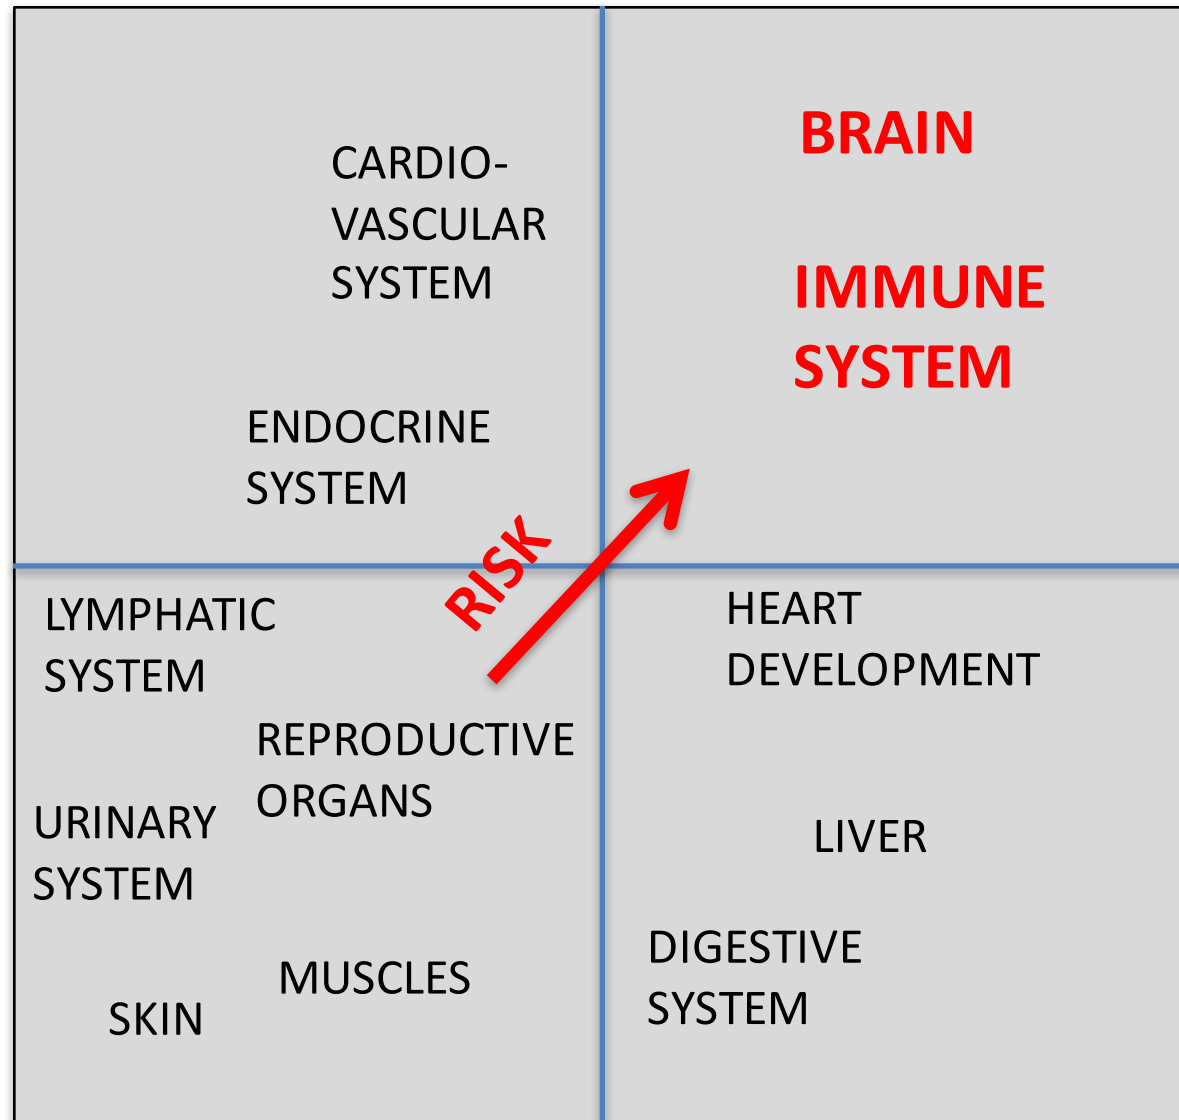 CARDIO-
VASCULAR
SYSTEM
ENDOCRINE
SYSTEM
BRAIN
IMMUNE
SYSTEM
RISK
LYMPHATIC
SYSTEM
REPRODUCTIVE
ORGANS
URINARY
SYSTEM
MUSCLES
SKIN
HEART
DEVELOPMENT
LIVER
DIGESTIVE
SYSTEM